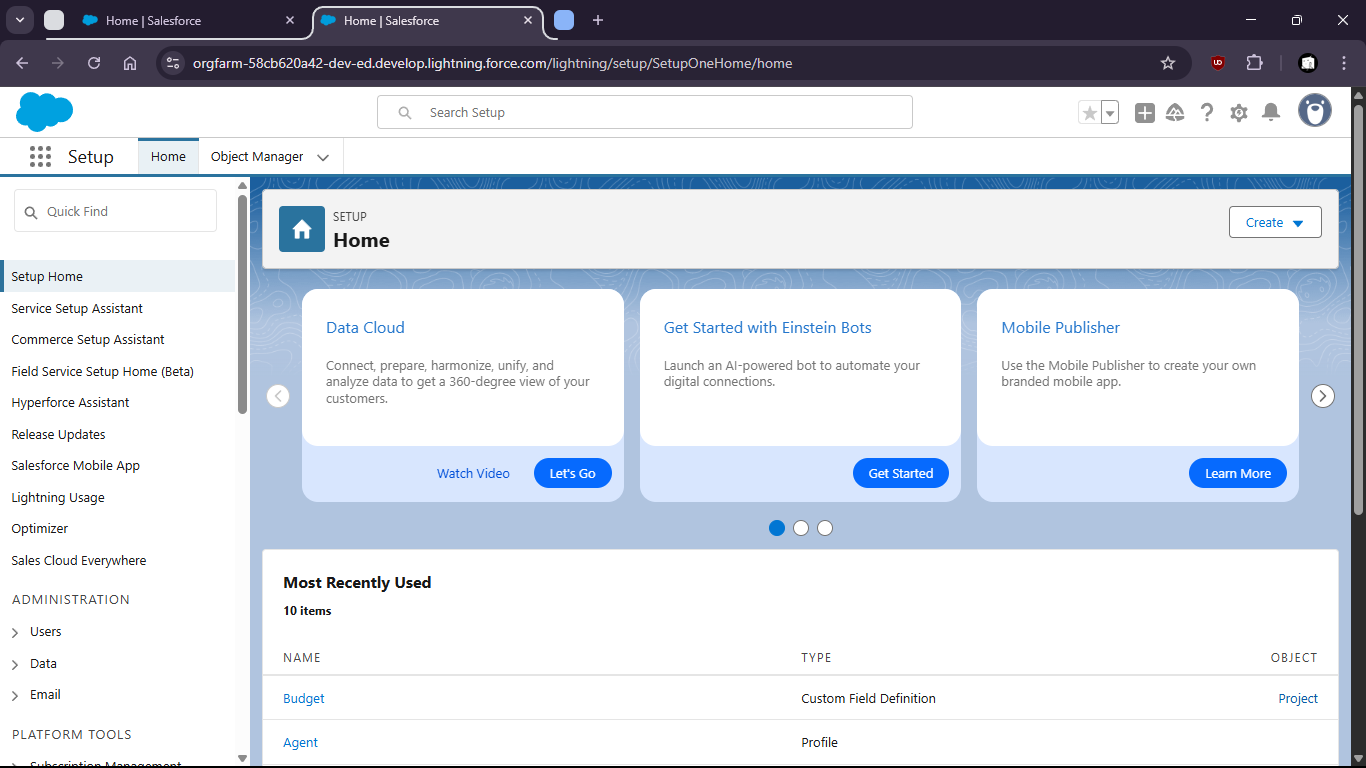 Home | Salesforce
Home | Salesforce
orgfarm-58cb620a42-dev-ed.develop.lightning.force.com/lightning/setup/SetupOneHome/home
Search Setup
Setup
Home
Object Manager
Quick Find
Setup Home
Service Setup Assistant
Commerce Setup Assistant
Field Service Setup Home (Beta)
Hyperforce Assistant
Release Updates
Salesforce Mobile App
Lightning Usage
Optimizer
Sales Cloud Everywhere
ADMINISTRATION
Users
Data
Email
PLATFORM TOOLS
Subscription Management
SETUP
Home
Create
Data Cloud
Connect, prepare, harmonize, unify, and
analyze data to get a 360-degree view of your
customers.
Watch Video
Let's Go
Get Started with Einstein Bots
Launch an AI-powered bot to automate your
digital connections.
Get Started
Mobile Publisher
Use the Mobile Publisher to create your own
branded mobile app.
Learn More
Most Recently Used
10 items
NAME TYPE OBJECT
Budget Custom Field Definition Project
Agent Profile